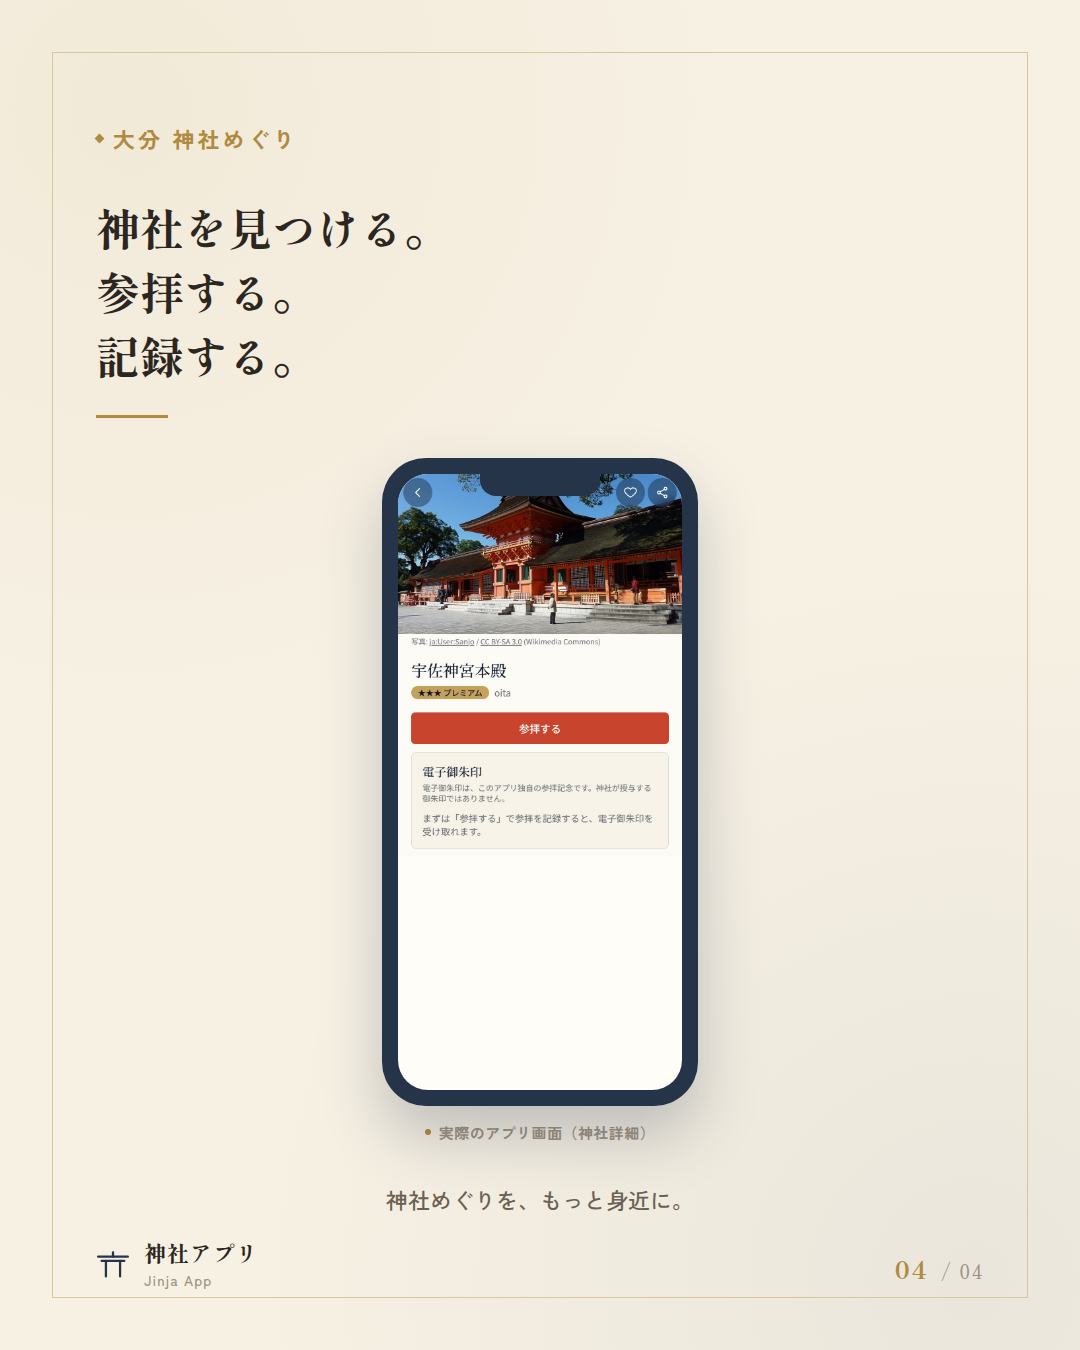 大分 神社めぐり
神社を見つける。
参拝する。
記録する。
写真: ja:User:Sanjo / CC BY-SA 3.0 (Wikimedia Commons)
宇佐神宮本殿
★★★ プレミアム oita
参拝する
電子御朱印
電子御朱印は、このアプリ独自の参拝記念です。神社が授与する
御朱印ではありません。
まずは「参拝する」で参拝を記録すると、電子御朱印を
受け取れます。
実際のアプリ画面（神社詳細）
神社めぐりを、もっと身近に。
神社アプリ
Jinja App
04 / 04